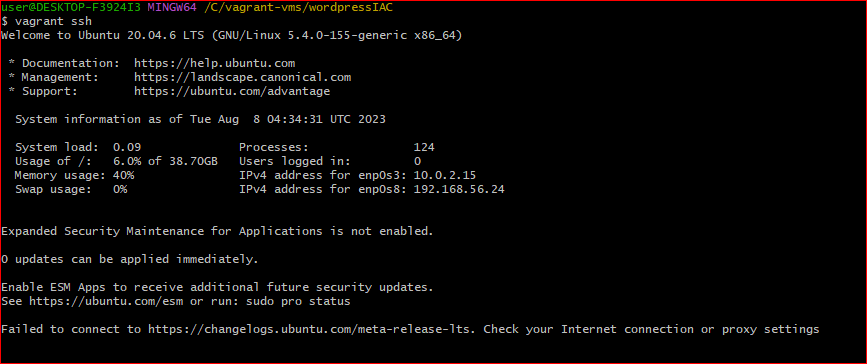 user@DESKTOP-F3924I3 MINGW64 /C/vagrant-vms/wordpressIAC
$ vagrant ssh
Welcome to Ubuntu 20.04.6 LTS (GNU/Linux 5.4.0-155-generic x86_64)
* Documentation:  https://help.ubuntu.com
* Management:     https://landscape.canonical.com
* Support:        https://ubuntu.com/advantage
System information as of Tue Aug  8 04:34:31 UTC 2023
System load:  0.09               Processes:               124
Usage of /:   6.0% of 38.70GB   Users logged in:         0
Memory usage: 40%                IPv4 address for enp0s3: 10.0.2.15
Swap usage:   0%                 IPv4 address for enp0s8: 192.168.56.24
Expanded Security Maintenance for Applications is not enabled.
0 updates can be applied immediately.
Enable ESM Apps to receive additional future security updates.
See https://ubuntu.com/esm or run: sudo pro status
Failed to connect to https://changelogs.ubuntu.com/meta-release-lts. Check your Internet connection or proxy settings